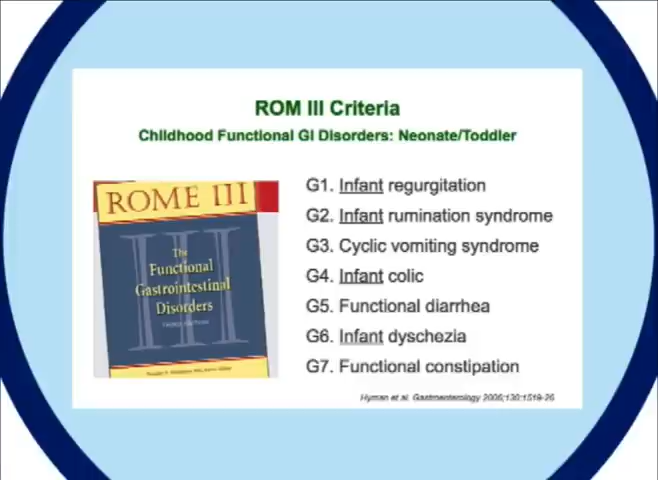 ROM III Criteria
Childhood Functional GI Disorders: Neonate/Toddler
ROME III
The
Functional
Gastrointestinal
Disorders
G1. Infant regurgitation
G2. Infant rumination syndrome
G3. Cyclic vomiting syndrome
G4. Infant colic
G5. Functional diarrhea
G6. Infant dyschezia
G7. Functional constipation
Hyman et al. Gastroenterology 2006;130:1519-26